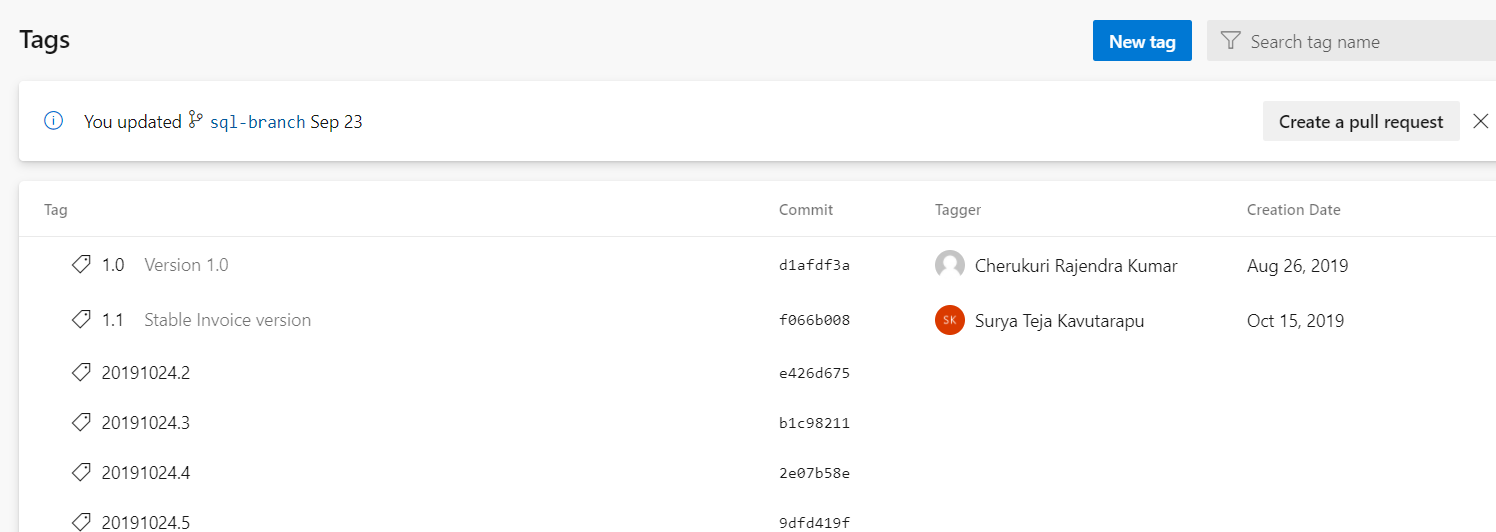 Tags
New tag
Search tag name
You updated sql-branch Sep 23
Create a pull request
Tag Commit Tagger Creation Date
1.0 Version 1.0 d1afdf3a Cherukuri Rajendra Kumar Aug 26, 2019
1.1 Stable Invoice version f066b008 SK Surya Teja Kavutarapu Oct 15, 2019
20191024.2 e426d675
20191024.3 b1c98211
20191024.4 2e07b58e
20191024.5 9dfd419f